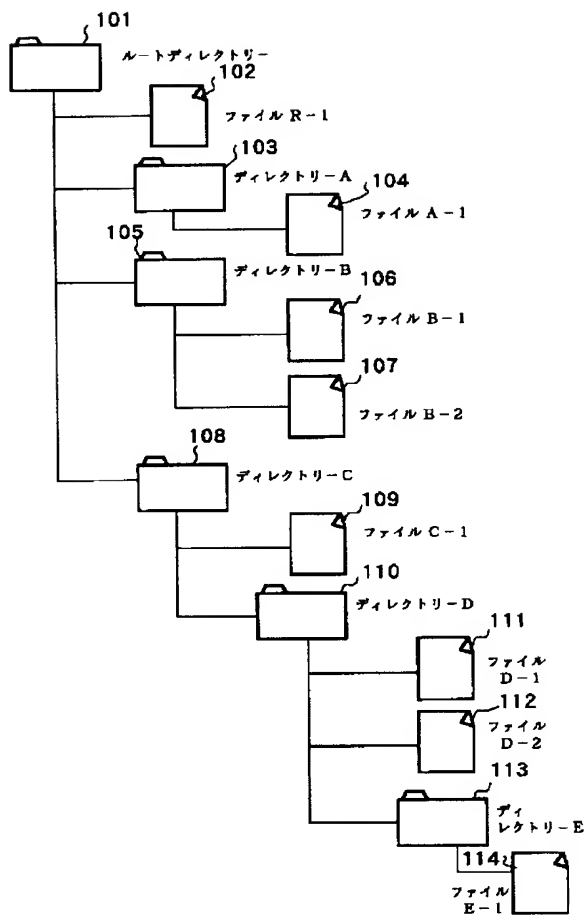 101
ルートディレクトリー
102
ファイル R-1
103
ディレクトリーA
104
ファイル A-1
105
ディレクトリーB
106
ファイル B-1
107
ファイル B-2
108
ディレクトリーC
109
ファイル C-1
110
ディレクトリーD
111
ファイル
D-1
112
ファイル
D-2
113
ディ
レクトリーE
114
ファイル
E-1